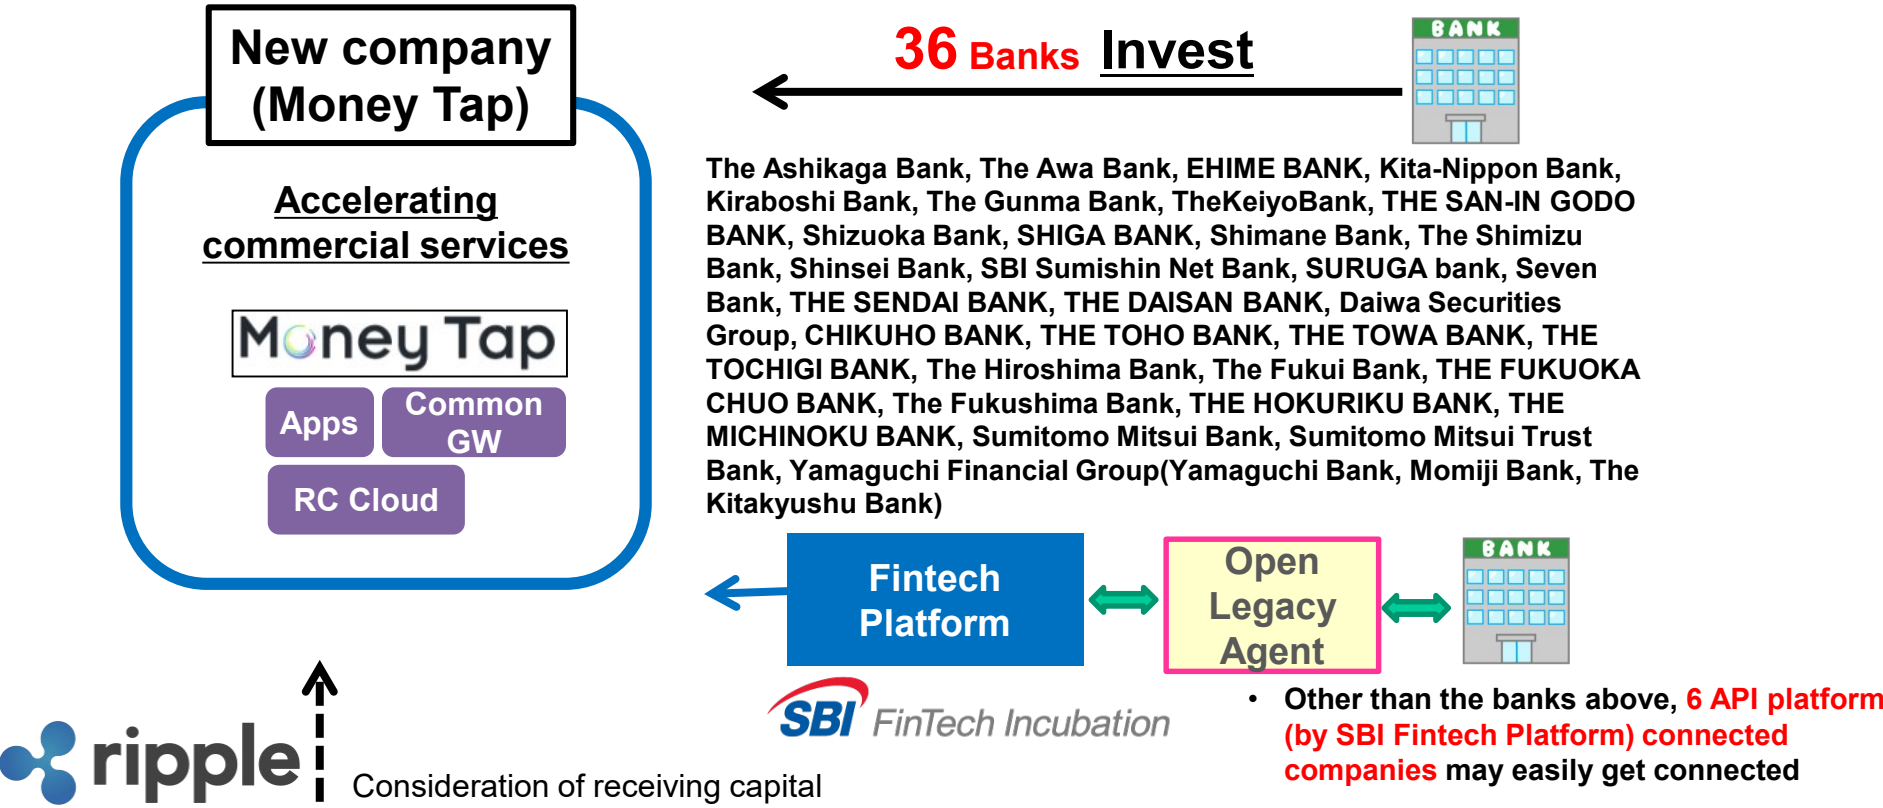 New company
(Money Tap)
36 Banks Invest
BANK
Accelerating
commercial services
Money Tap
Apps
Common
GW
RC Cloud
The Ashikaga Bank, The Awa Bank, EHIME BANK, Kita-Nippon Bank,
Kiraboshi Bank, The Gunma Bank, TheKeiyoBank, THE SAN-IN GODO
BANK, Shizuoka Bank, SHIGA BANK, Shimane Bank, The Shimizu
Bank, Shinsei Bank, SBI Sumishin Net Bank, SURUGA bank, Seven
Bank, THE SENDAI BANK, THE DAISAN BANK, Daiwa Securities
Group, CHIKUHO BANK, THE TOHO BANK, THE TOWA BANK, THE
TOCHIGI BANK, The Hiroshima Bank, The Fukui Bank, THE FUKUOKA
CHUO BANK, The Fukushima Bank, THE HOKURIKU BANK, THE
MICHINOKU BANK, Sumitomo Mitsui Bank, Sumitomo Mitsui Trust
Bank, Yamaguchi Financial Group(Yamaguchi Bank, Momiji Bank, The
Kitakyushu Bank)
Fintech
Platform
Open
Legacy
Agent
BANK
SBI FinTech Incubation
• Other than the banks above, 6 API platform
(by SBI Fintech Platform) connected
companies may easily get connected
ripple
Consideration of receiving capital